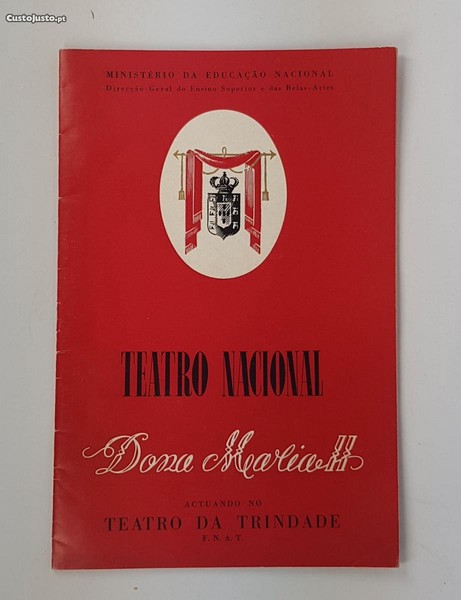 CustoJusto.pt
MINISTÉRIO DA EDUCAÇÃO NACIONAL
Direcção-Geral do Ensino Superior e das Belas-Artes
TEATRO NACIONAL
Dona Maria II
ACTUANDO NO
TEATRO DA TRINDADE
F. N. A. T.